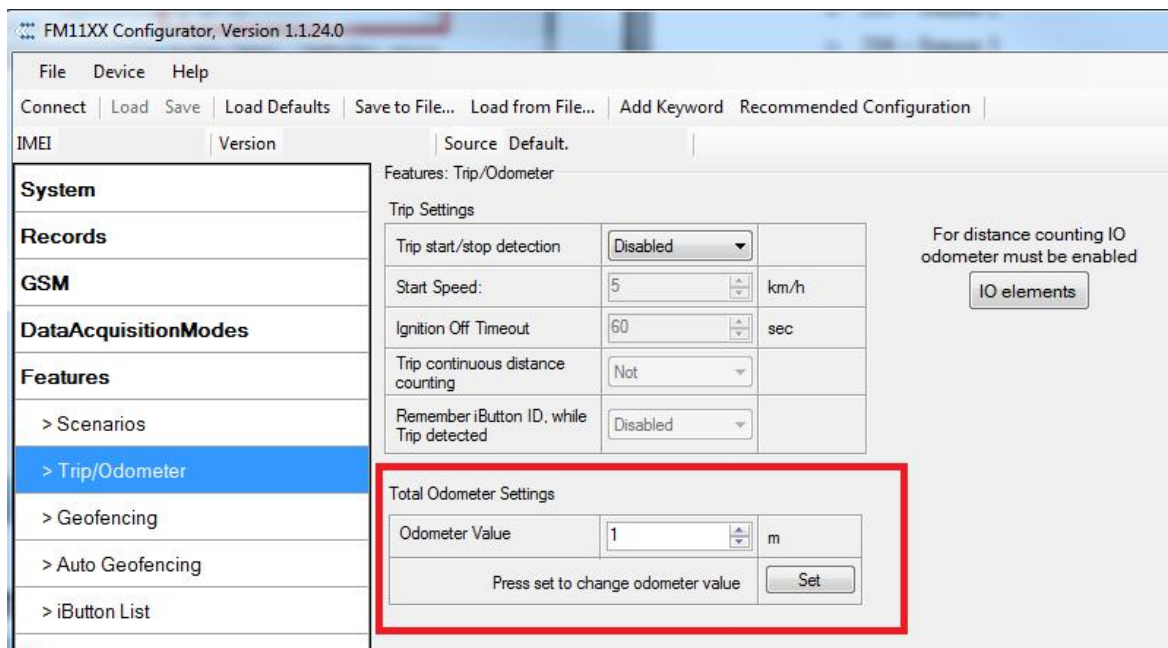 FM11XX Configurator, Version 1.1.24.0
File Device Help
Connect Load Save Load Defaults Save to File... Load from File... Add Keyword Recommended Configuration
IMEI Version Source Default.
System
Records
GSM
DataAcquisitionModes
Features
> Scenarios
> Trip/Odometer
> Geofencing
> Auto Geofencing
> iButton List
Features: Trip/Odometer
Trip Settings
Trip start/stop detection Disabled
Start Speed: 5 km/h
Ignition Off Timeout 60 sec
Trip continuous distance
counting Not
Remember iButton ID, while
Trip detected Disabled
Total Odometer Settings
Odometer Value 1 m
Press set to change odometer value Set
For distance counting IO
odometer must be enabled
IO elements